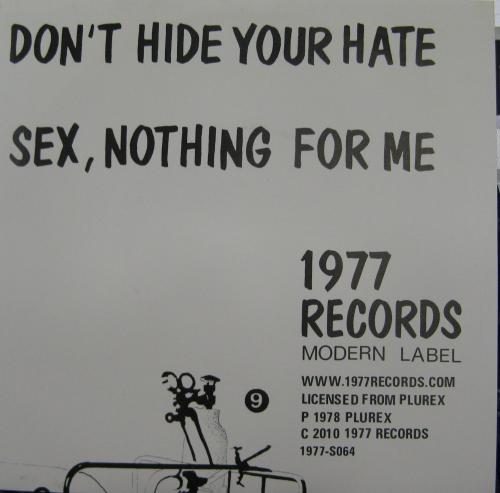 DON'T HIDE YOUR HATE
SEX, NOTHING FOR ME
1977
RECORDS
MODERN LABEL
WWW.1977RECORDS.COM
LICENSED FROM PLUREX
P 1978 PLUREX
C 2010 1977 RECORDS
1977-S064
9